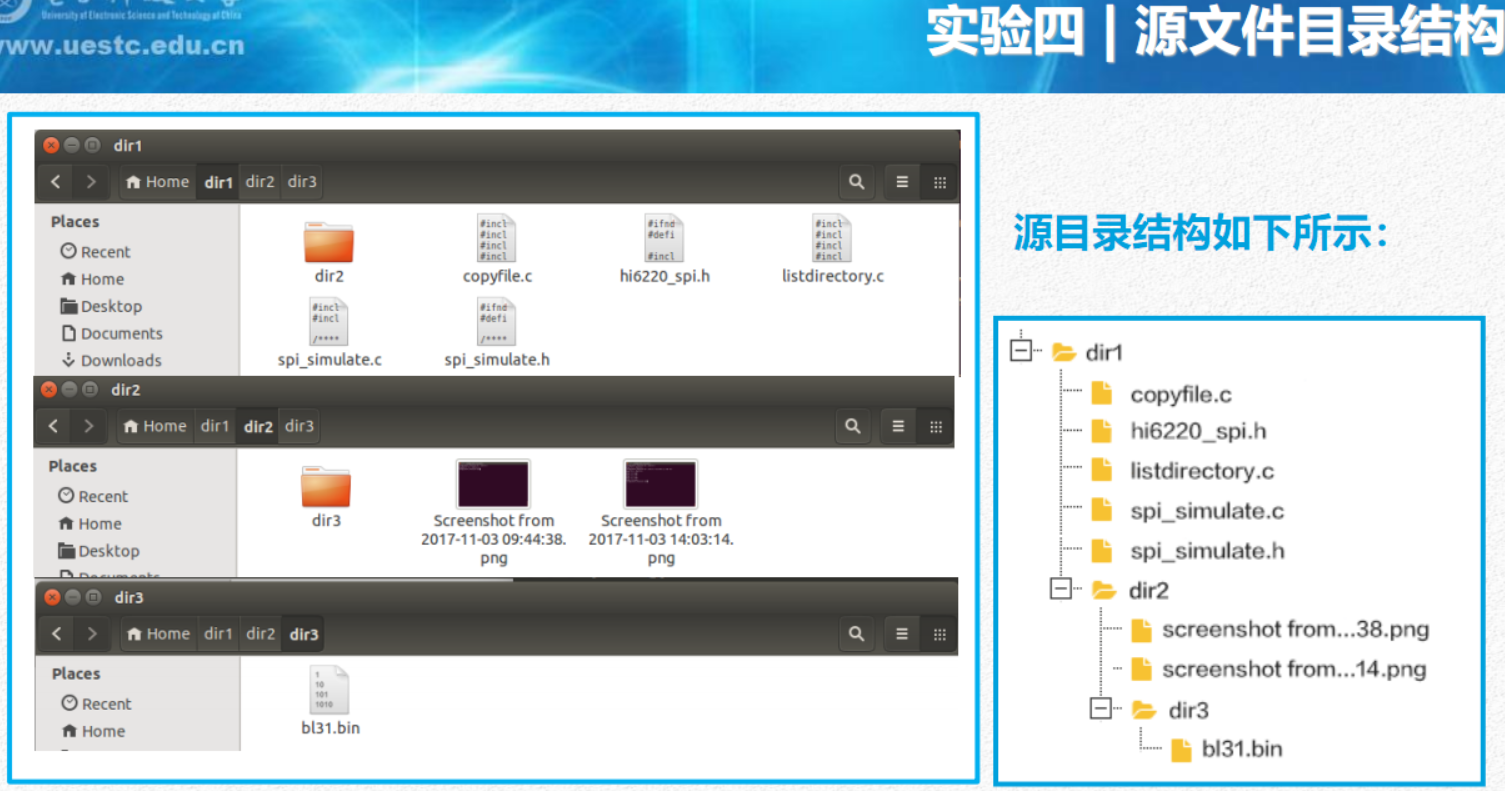 University of Electronic Science and Technology of China
www.uestc.edu.cn
实验四 | 源文件目录结构
dir1
Home dir1 dir2 dir3
Places
Recent
Home
Desktop
Documents
Downloads
dir2
copyfile.c
hi6220_spi.h
listdirectory.c
spi_simulate.c
spi_simulate.h
#incl
#incl
#incl
#incl
#ifnd
#defi
#incl
#incl
#incl
#incl
#incl
#incl
#incl
/****
#ifnd
#defi
/****
dir2
Home dir1 dir2 dir3
Places
Recent
Home
Desktop
Documents
dir3
Screenshot from
2017-11-03 09:44:38.
png
Screenshot from
2017-11-03 14:03:14.
png
dir3
Home dir1 dir2 dir3
Places
Recent
Home
1
10
101
1010
bl31.bin
源目录结构如下所示：
dir1
copyfile.c
hi6220_spi.h
listdirectory.c
spi_simulate.c
spi_simulate.h
dir2
screenshot from...38.png
screenshot from...14.png
dir3
bl31.bin